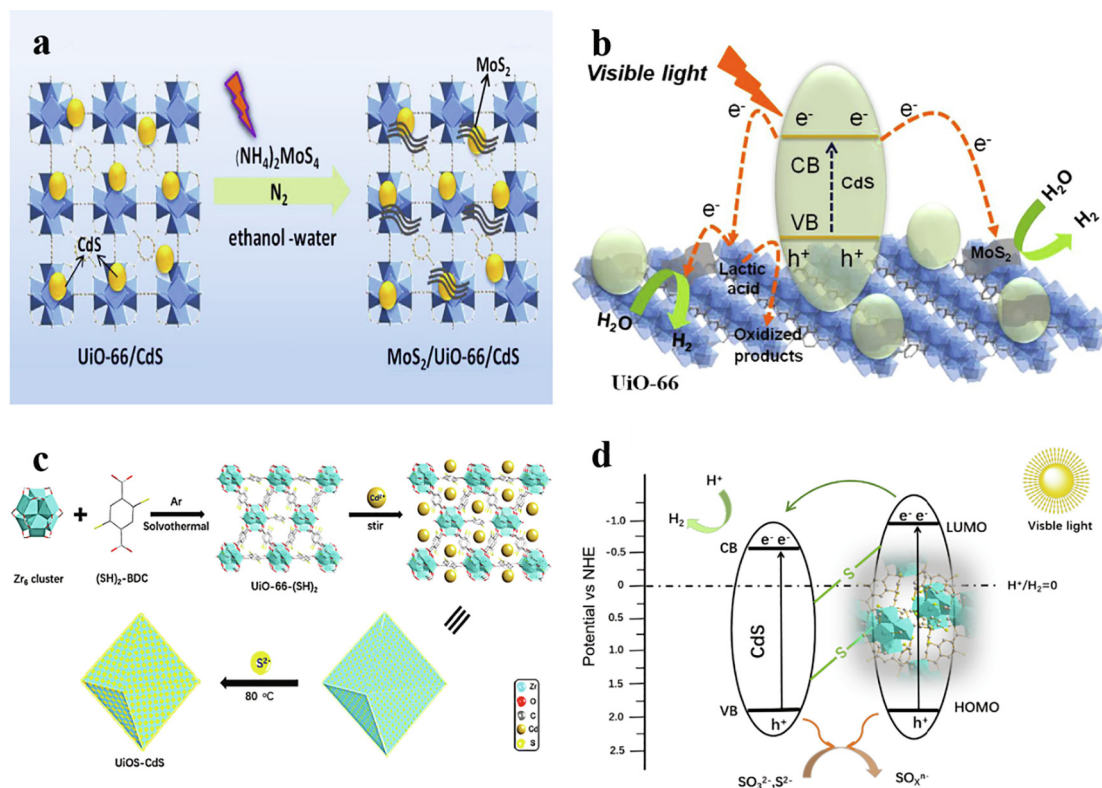 a
MoS₂
(NH₄)₂MoS₄
N₂
ethanol -water
CdS
UiO-66/CdS
MoS₂/UiO-66/CdS
b
Visible light
e⁻ e⁻
e⁻
CB
CdS
VB
h⁺ h⁺
e⁻
H₂O
H₂
MoS₂
Lactic
acid
H₂O
H₂
Oxidized
products
UiO-66
c
Zr₆ cluster
+
(SH)₂-BDC
Ar
Solvothermal
UiO-66-(SH)₂
Cd²⁺
stir
S²⁻
80 °C
UiOS-CdS
Zr
O
C
Cd
S
d
Visble light
Potential vs NHE
-1.0
-0.5
0
0.5
1.0
1.5
2.0
2.5
H⁺
H₂
CB
e⁻ e⁻
CdS
VB
h⁺
S
S
e⁻ e⁻
LUMO
H⁺/H₂=0
HOMO
h⁺
SO₃²⁻,S²⁻
SOₓⁿ⁻